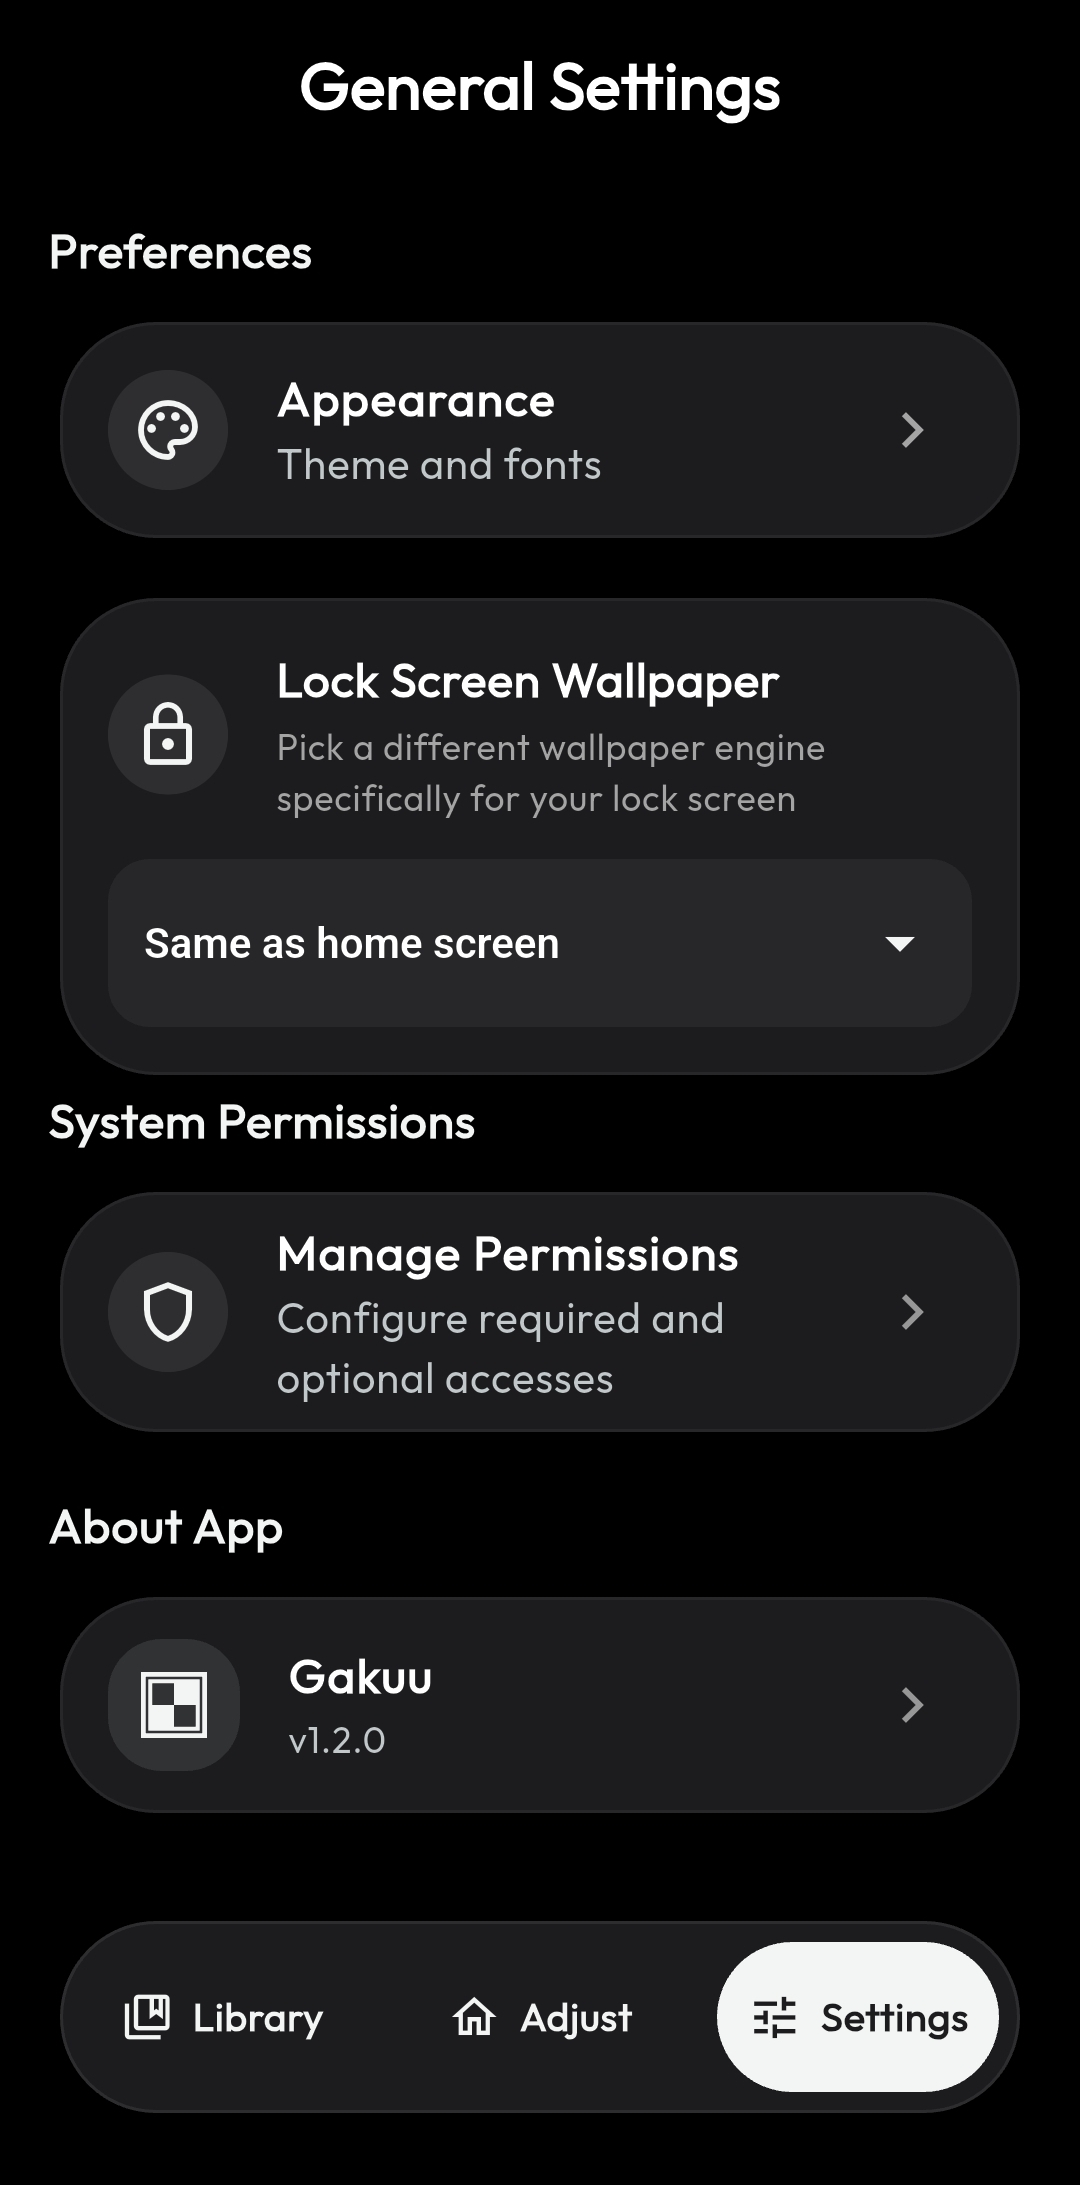 General Settings
Preferences
Appearance
Theme and fonts
Lock Screen Wallpaper
Pick a different wallpaper engine
specifically for your lock screen
Same as home screen
System Permissions
Manage Permissions
Configure required and
optional accesses
About App
Gakuu
v1.2.0
Library
Adjust
Settings